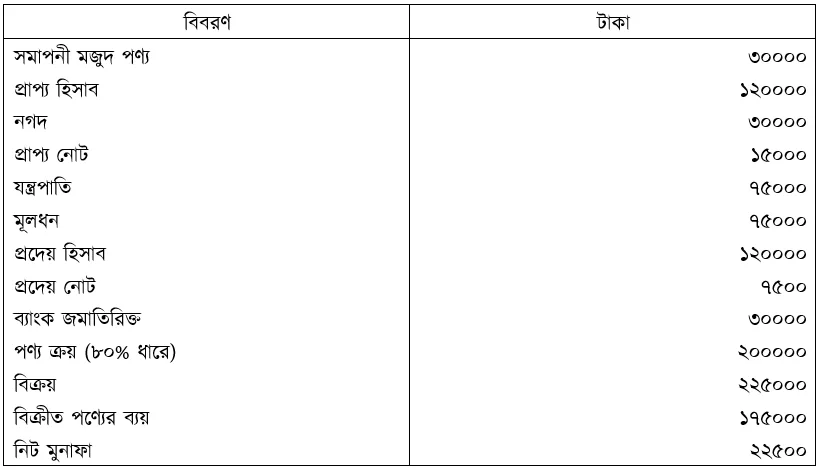 বিবরণ টাকা
সমাপনী মজুদ পণ্য ৩০০০০
প্রাপ্য হিসাব ১২০০০০
নগদ ৩০০০০
প্রাপ্য নোট ১৫০০০
যন্ত্রপাতি ৭৫০০০
মূলধন ৭৫০০০
প্রদেয় হিসাব ১২০০০০
প্রদেয় নোট ৭৫০০
ব্যাংক জমাতিরিক্ত ৩০০০০
পণ্য ক্রয় (৮০% ধারে) ২০০০০০
বিক্রয় ২২৫০০০
বিক্রীত পণ্যের ব্যয় ১৭৫০০০
নিট মুনাফা ২২৫০০